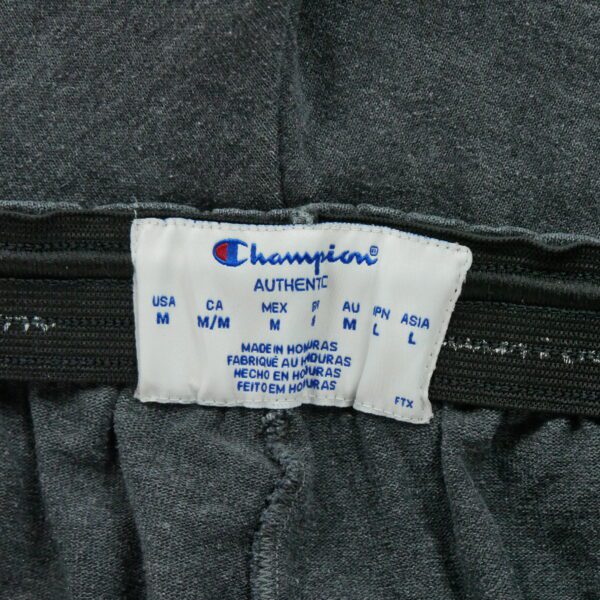 Champion
AUTHENTIC
USA CA MEX AU JPN ASIA
M M/M M M L L
MADE IN HONDURAS
FABRIQUÉ AU HONDURAS
HECHO EN HONDURAS
FEITO EM HONDURAS
FTX